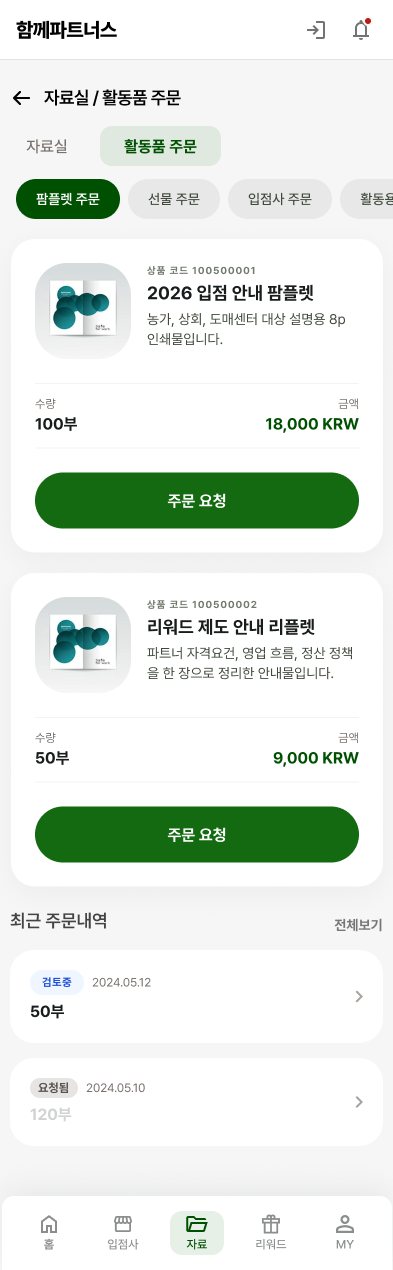 함께파트너스
자료실 / 활동품 주문
자료실
활동품 주문
팜플렛 주문
선물 주문
입점사 주문
활동용
상품 코드 100500001
2026 입점 안내 팜플렛
농가, 상회, 도매센터 대상 설명용 8p
인쇄물입니다.
수량
금액
100부
18,000 KRW
주문 요청
상품 코드 100500002
리워드 제도 안내 리플렛
파트너 자격요건, 영업 흐름, 정산 정책
을 한 장으로 정리한 안내물입니다.
수량
금액
50부
9,000 KRW
주문 요청
최근 주문내역
전체보기
검토중
2024.05.12
50부
요청됨
2024.05.10
120부
홈
입점사
자료
리워드
MY